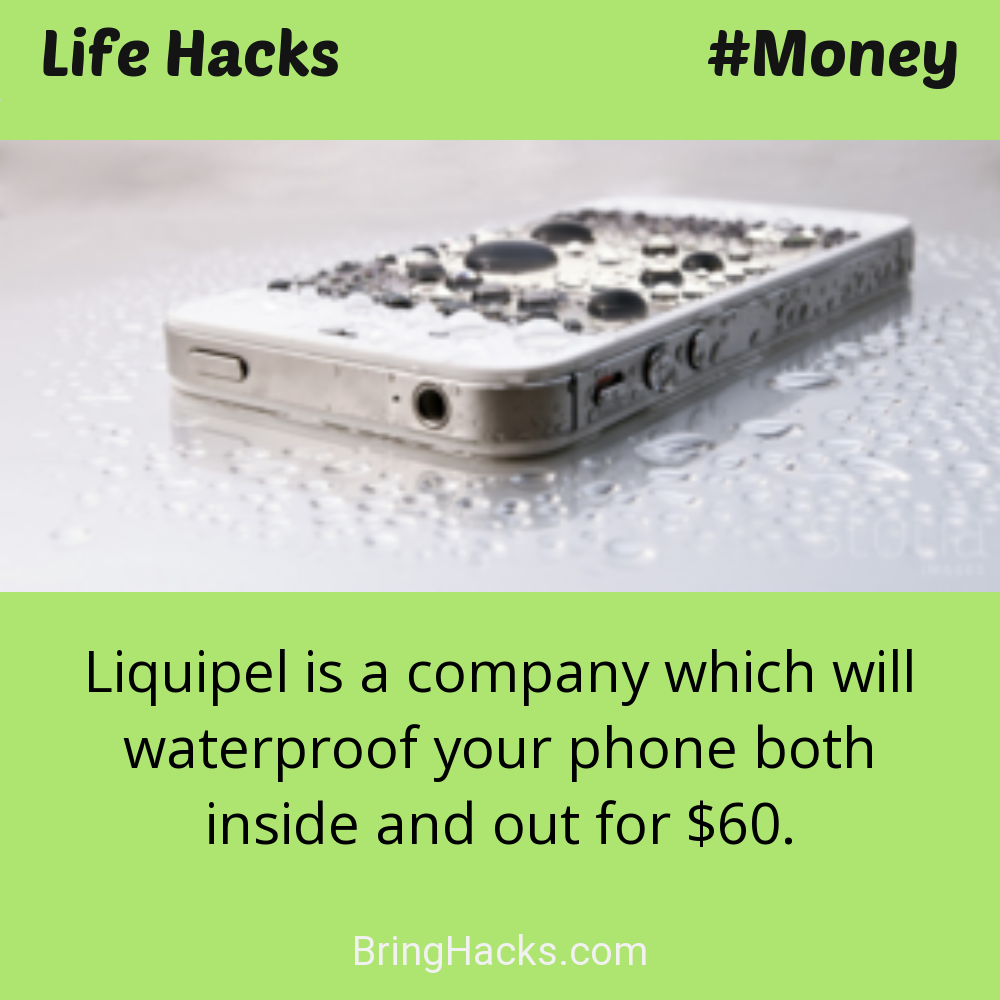 Life Hacks #Money
Liquipel is a company which will
waterproof your phone both
inside and out for $60.
BringHacks.com